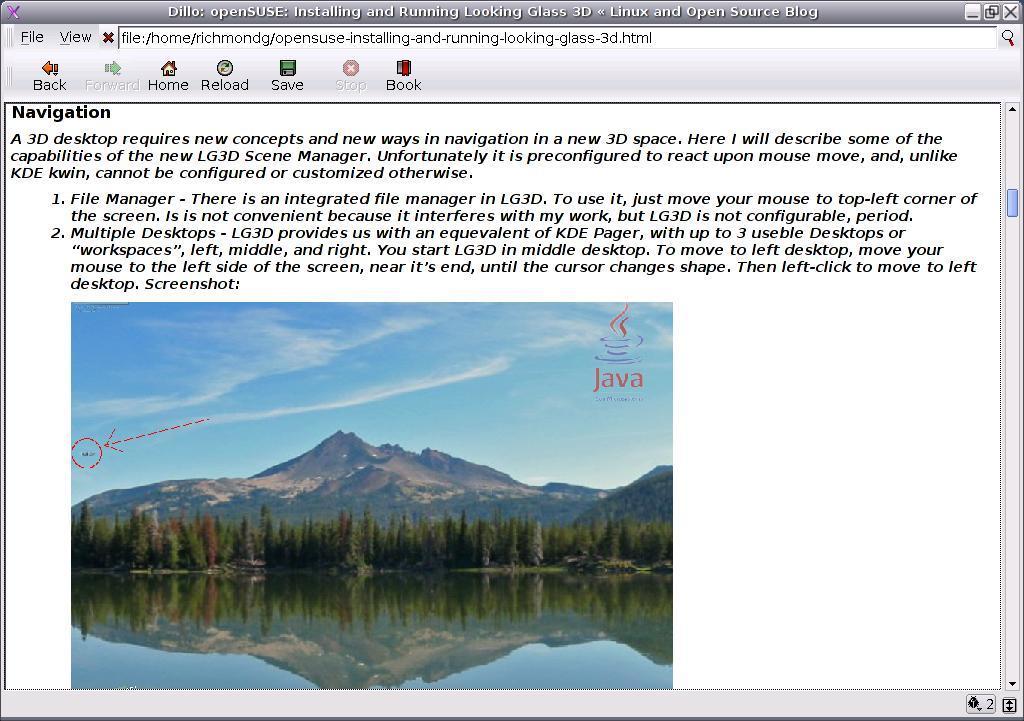 Dillo: openSUSE: Installing and Running Looking Glass 3D « Linux and Open Source Blog
File View file:/home/richmondg/opensuse-installing-and-running-looking-glass-3d.html
Back Forward Home Reload Save Stop Book
Navigation
A 3D desktop requires new concepts and new ways in navigation in a new 3D space. Here I will describe some of the
capabilities of the new LG3D Scene Manager. Unfortunately it is preconfigured to react upon mouse move, and, unlike
KDE kwin, cannot be configured or customized otherwise.
1. File Manager - There is an integrated file manager in LG3D. To use it, just move your mouse to top-left corner of
the screen. Is is not convenient because it interferes with my work, but LG3D is not configurable, period.
2. Multiple Desktops - LG3D provides us with an equevalent of KDE Pager, with up to 3 useble Desktops or
“workspaces”, left, middle, and right. You start LG3D in middle desktop. To move to left desktop, move your
mouse to the left side of the screen, near it’s end, until the cursor changes shape. Then left-click to move to left
desktop. Screenshot:
Java
2